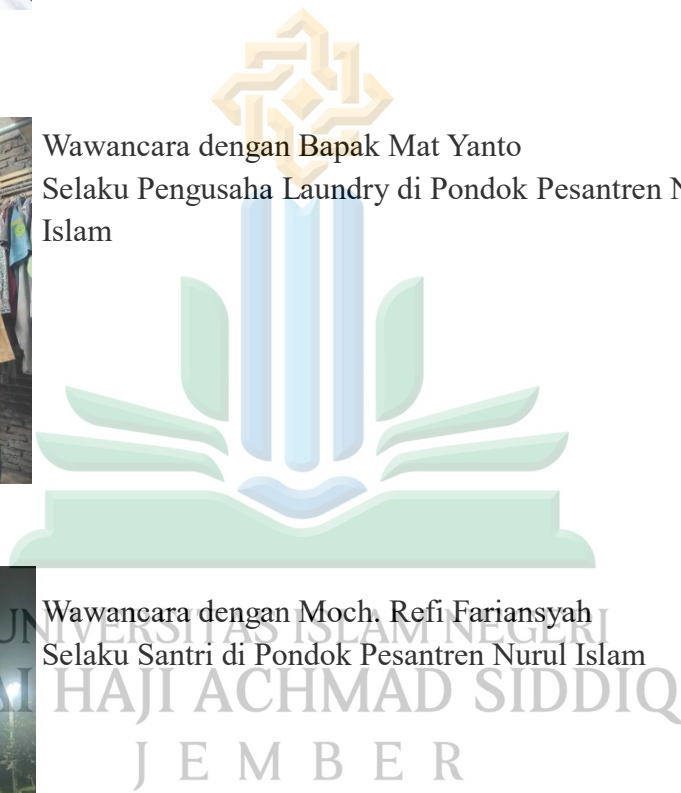 Wawancara dengan Bapak Mat Yanto
Selaku Pengusaha Laundry di Pondok Pesantren
Islam
Wawancara dengan Moch. Refi Fariansyah
UNIVERSITAS ISLAM NEGERI
Selaku Santri di Pondok Pesantren Nurul Islam
HAJI ACHMAD
JEMBER